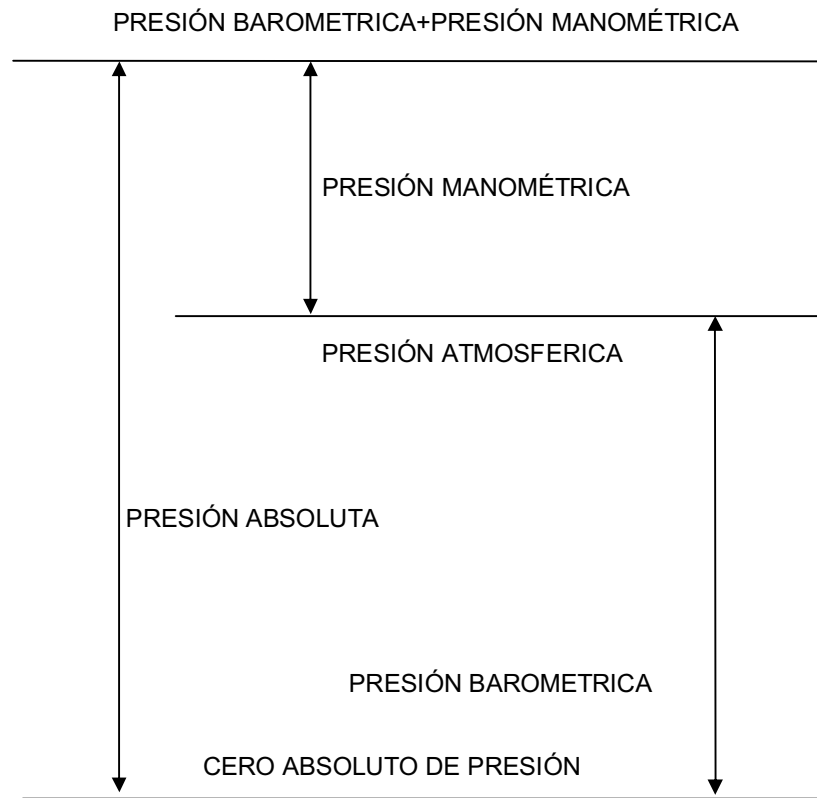 PRESIÓN BAROMETRICA+PRESIÓN MANOMÉTRICA
PRESIÓN MANOMÉTRICA
PRESIÓN ATMOSFERICA
PRESIÓN ABSOLUTA
PRESIÓN BAROMETRICA
CERO ABSOLUTO DE PRESIÓN